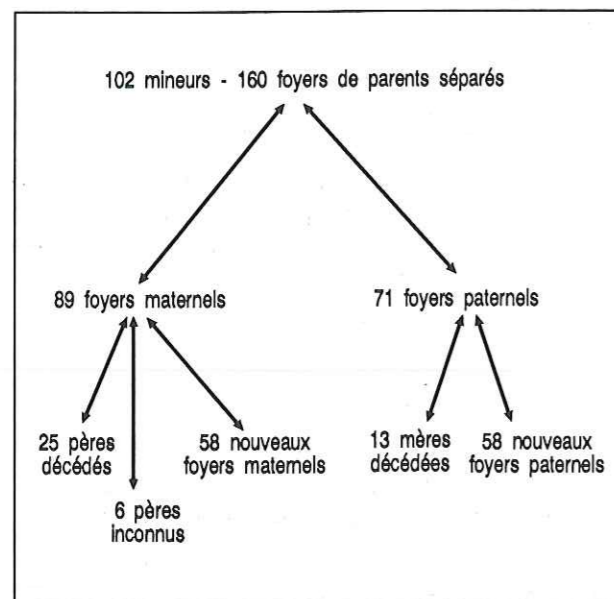 102 mineurs - 160 foyers de parents séparés
89 foyers maternels
71 foyers paternels
25 pères
décédés
6 pères
inconnus
58 nouveaux
foyers maternels
13 mères
décédées
58 nouveaux
foyers paternels